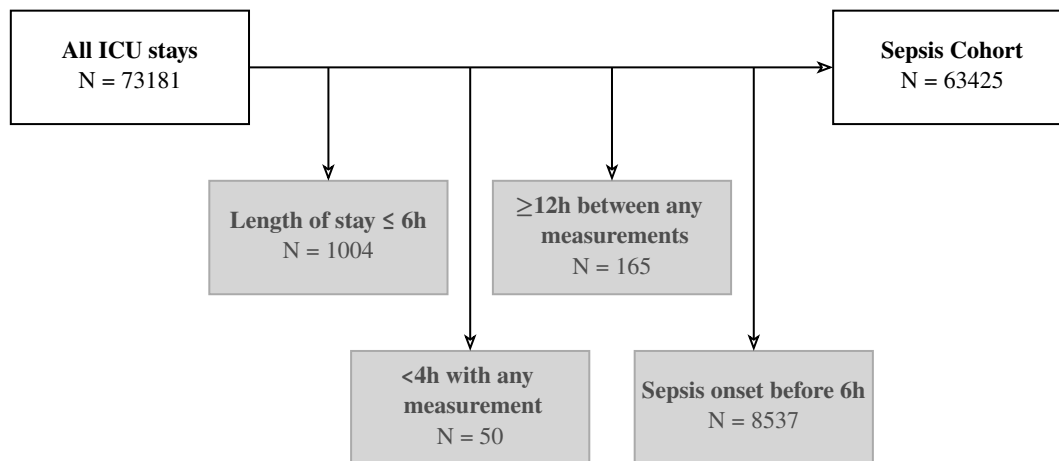 All ICU stays
N = 73181
Sepsis Cohort
N = 63425
Length of stay ≤ 6h
N = 1004
≥12h between any
measurements
N = 165
<4h with any
measurement
N = 50
Sepsis onset before 6h
N = 8537